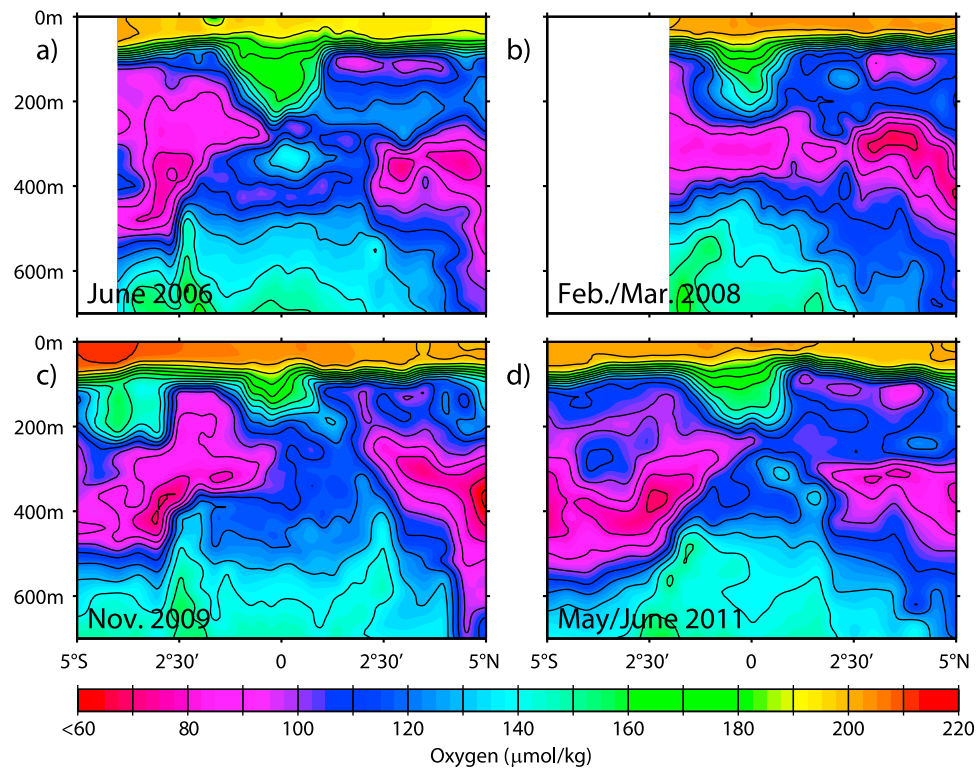 0m
200m
400m
600m
a)
June 2006
b)
Feb./Mar. 2008
0m
200m
400m
600m
c)
Nov. 2009
d)
May/June 2011
5°S 2°30' 0 2°30' 5°N
5°S 2°30' 0 2°30' 5°N
<60 80 100 120 140 160 180 200 220
Oxygen (μmol/kg)